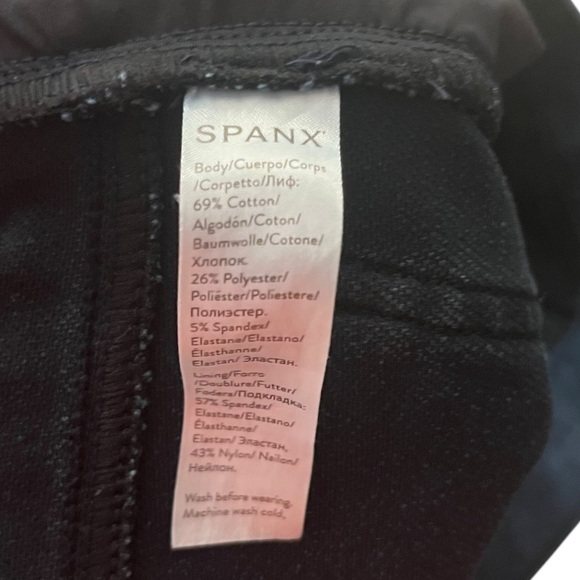 SPANX®
Body/Cuerpo/Corps
/Corpetto/Лиф:
69% Cotton/
Algodón/Coton/
Baumwolle/Cotone/
Хлопок.
26% Polyester/
Poliéster/Poliestere/
Полиэстер.
5% Spandex/
Elastane/Elastano/
Élasthanne/
Elastan/ Эластан.
Lining/Forro
/Doublure/Futter/
Fodera/Подкладка:
57% Spandex/
Elastane/Elastano/
Élasthanne/
Elastan/ Эластан,
43% Nylon/ Nailon/
Нейлон.
Wash before wearing.
Machine wash cold,